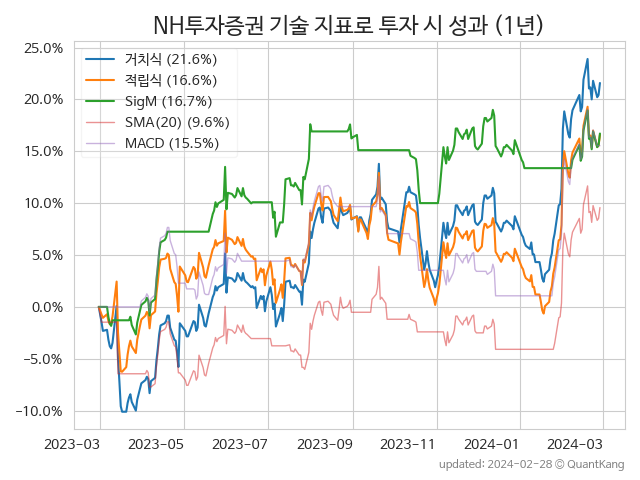 NH투자증권 기술 지표로 투자 시 성과 (1년)
25.0%
20.0%
15.0%
10.0%
5.0%
0.0%
−5.0%
−10.0%
거치식 (21.6%)
적립식 (16.6%)
SigM (16.7%)
SMA(20) (9.6%)
MACD (15.5%)
2023-03 2023-05 2023-07 2023-09 2023-11 2024-01 2024-03
updated: 2024-02-28 ⓒ QuantKang